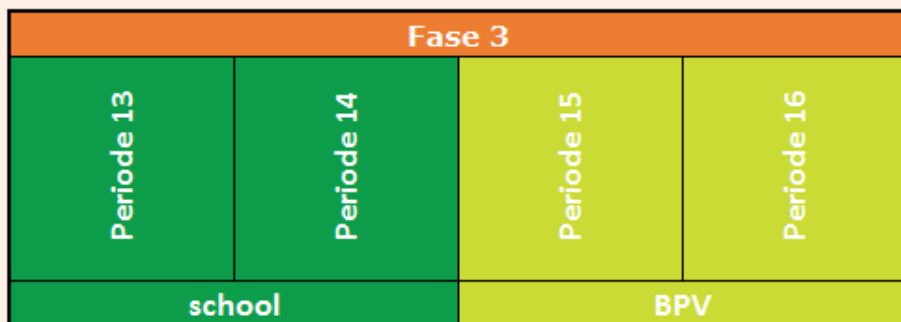 Fase 3
Periode 13
Periode 14
Periode 15
Periode 16
school
BPV